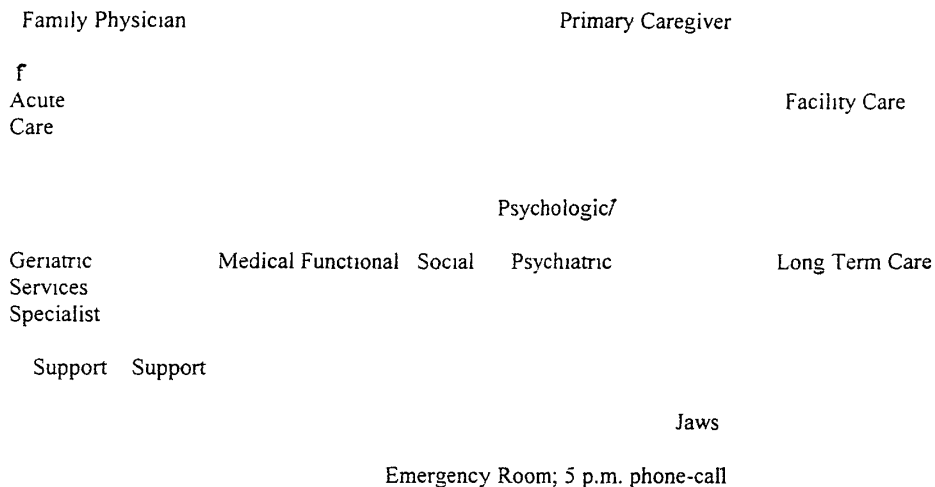 Family Physician Primary Caregiver
f
Acute Facility Care
Care
Psychologic/
Geriatric Medical Functional Social Psychiatric Long Term Care
Services
Specialist
Support Support
Jaws
Emergency Room; 5 p.m. phone-call